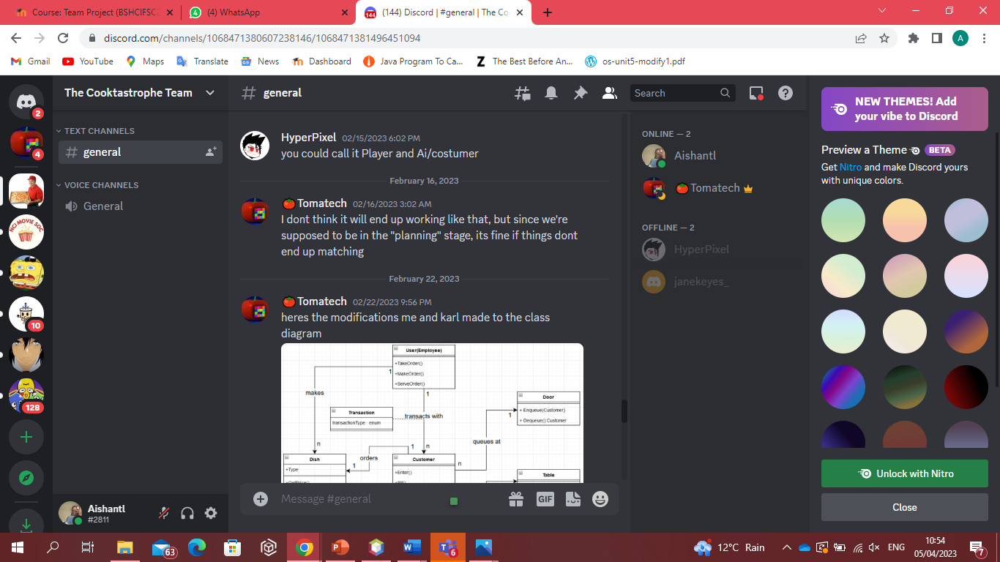 Course: Team Project (BSHCIFSC2
(4) WhatsApp
(144) Discord | #general | The Co
discord.com/channels/1068471380607238146/1068471381496451094
A
Gmail
YouTube
Maps
Translate
News
Dashboard
Java Program To Ca...
The Best Before An...
os-unit5-modify1.pdf
2
4
NCI MOVIE SOC
10
128
The Cooktastrophe Team
TEXT CHANNELS
general
VOICE CHANNELS
General
Aishantl
#2811
general
Search
HyperPixel 02/15/2023 6:02 PM
you could call it Player and Ai/costumer
February 16, 2023
Tomatech 02/16/2023 3:02 AM
I dont think it will end up working like that, but since we're
supposed to be in the "planning" stage, its fine if things dont
end up matching
February 22, 2023
Tomatech 02/22/2023 9:56 PM
heres the modifications me and karl made to the class
diagram
User(Employee)
+TakeOrder()
+MakeOrder()
+ServeOrder()
1
1
makes
Transaction
transactionType : enum
transacts with
Door
+ Enqueue(Customer)
+ Dequeue():Customer
1
queues at
n
1
n
orders
1
Dish
+Type
Customer
+Enter()
n
Table
Message #general
GIF
ONLINE — 2
Aishantl
Tomatech
OFFLINE — 2
HyperPixel
janekeyes_
NEW THEMES! Add
your vibe to Discord
Preview a Theme BETA
Get Nitro and make Discord yours
with unique colors.
Unlock with Nitro
Close
63
6
12°C Rain
ENG
10:54
05/04/2023
7